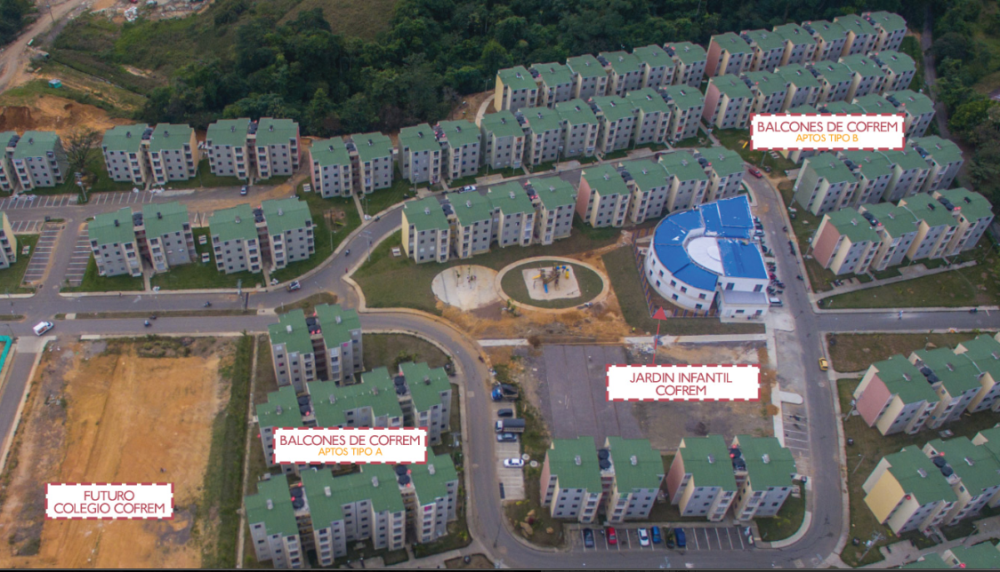 BALCONES DE COFREM
APTOS TIPO B
JARDIN INFANTIL
COFREM
BALCONES DE COFREM
APTOS TIPO A
FUTURO
COLEGIO COFREM